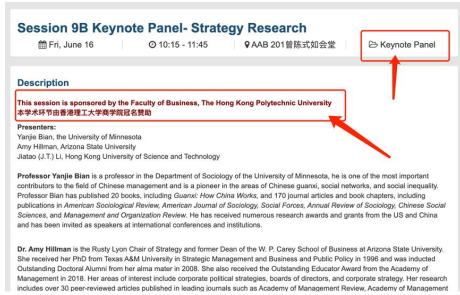 Session 9B Keynote Panel- Strategy Research
Fri, June 16 10:15 - 11:45 AAB 201曾陈式如会堂 Keynote Panel
Description
This session is sponsored by the Faculty of Business, The Hong Kong Polytechnic University
本学术环节由香港理工大学商学院冠名赞助
Presenters:
Yanjie Bian, the University of Minnesota
Amy Hillman, Arizona State University
Jiatao (J.T.) Li, Hong Kong University of Science and Technology
Professor Yanjie Bian is a professor in the Department of Sociology of the University of Minnesota, he is one of the most important
contributors to the field of Chinese management and is a pioneer in the areas of Chinese guanxi, social networks, and social inequality.
Professor Bian has published 20 books, including Guanxi: How China Works, and 170 journal articles and book chapters, including
publications in American Sociological Review, American Journal of Sociology, Social Forces, Annual Review of Sociology, Chinese Social
Sciences, and Management and Organization Review. He has received numerous research awards and grants from the US and China
and has been invited as speakers at international conferences and institutions.
Dr. Amy Hillman is the Rusty Lyon Chair of Strategy and former Dean of the W. P. Carey School of Business at Arizona State University.
She received her PhD from Texas A&M University in Strategic Management and Business and Public Policy in 1996 and was inducted
Outstanding Doctoral Alumni from her alma mater in 2008. She also received the Outstanding Educator Award from the Academy of
Management in 2018. Her areas of interest include corporate political strategies, boards of directors, and corporate strategy. Her research
includes over 30 peer-reviewed articles published in leading journals such as Academy of Management Review, Academy of Management